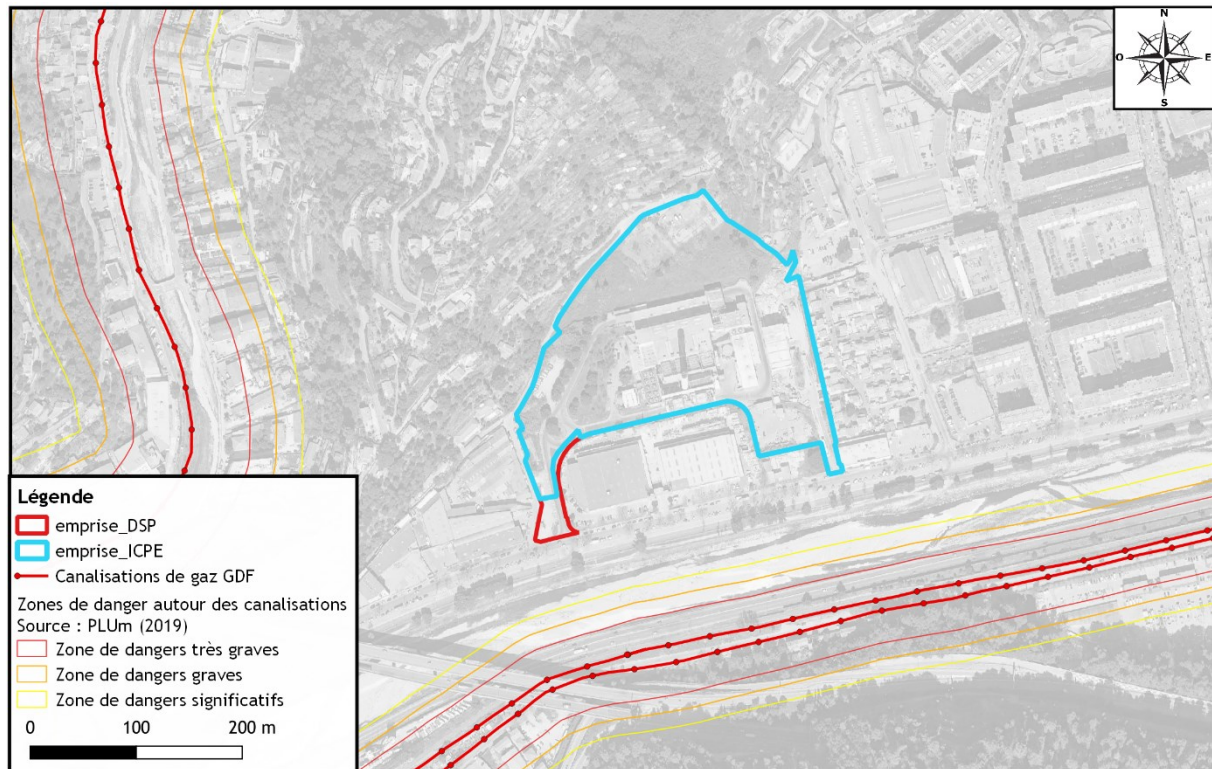 N
O
E
S
Légende
emprise_DSP
emprise_ICPE
Canalisations de gaz GDF
Zones de danger autour des canalisations
Source : PLUm (2019)
Zone de dangers très graves
Zone de dangers graves
Zone de dangers significatifs
0 100 200 m